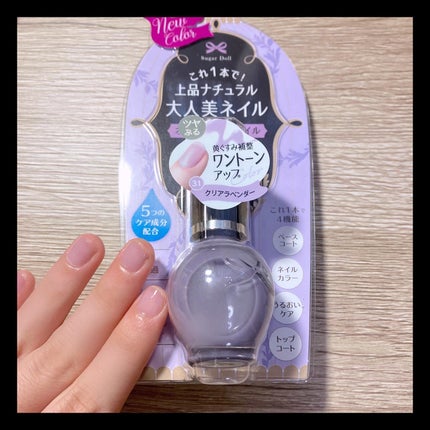 New
Color
Sugar Doll
これ1本で!
上品ナチュラル
大人美ネイル
ツヤ
ぷる
黄ぐすみ補整
ワントーン
アップ
31
クリアラベンダー
5つの
ケア成分
配合
これ1本で
4機能
ベース
コート
ネイル
カラー
うるおい
ケア
トップ
コート